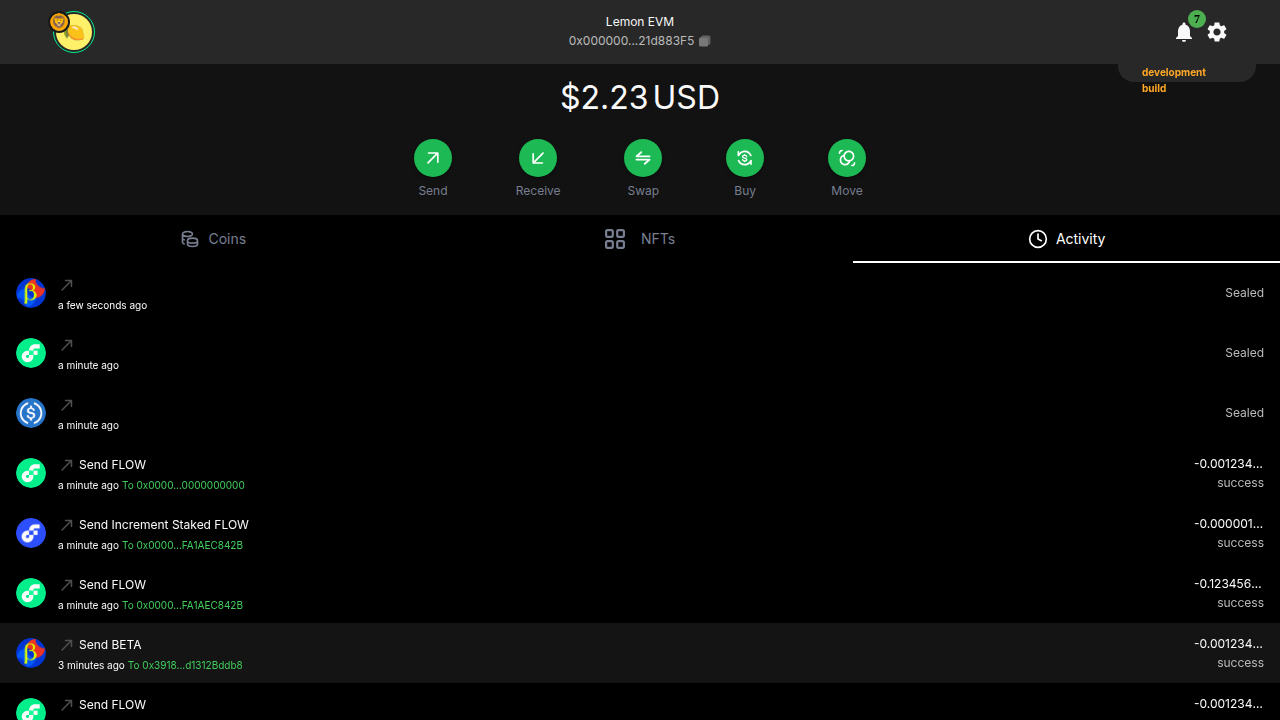 Lemon EVM
0x000000...21d883F5
7
development
build
$2.23 USD
Send
Receive
Swap
Buy
Move
Coins
NFTs
Activity
a few seconds ago
Sealed
a minute ago
Sealed
a minute ago
Sealed
Send FLOW
-0.001234...
a minute ago To 0x0000...0000000000
success
Send Increment Staked FLOW
-0.000001...
a minute ago To 0x0000...FA1AEC842B
success
Send FLOW
-0.123456...
a minute ago To 0x0000...FA1AEC842B
success
Send BETA
-0.001234...
3 minutes ago To 0x3918...d1312Bddb8
success
Send FLOW
-0.001234...